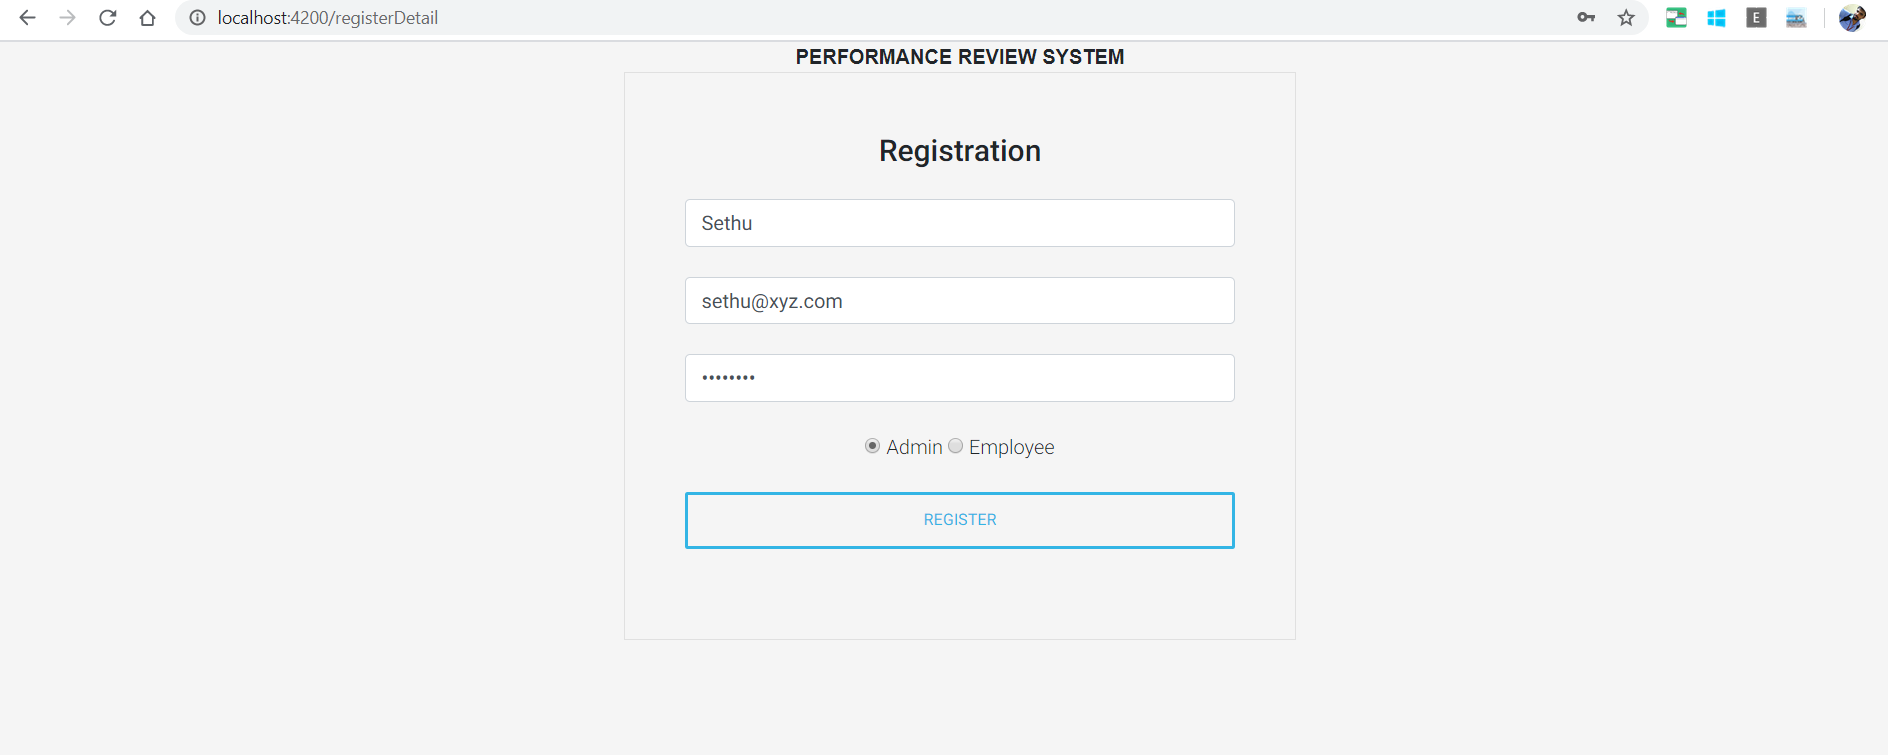 localhost:4200/registerDetail
E
PERFORMANCE REVIEW SYSTEM
Registration
Sethu
sethu@xyz.com
••••••••
Admin Employee
REGISTER